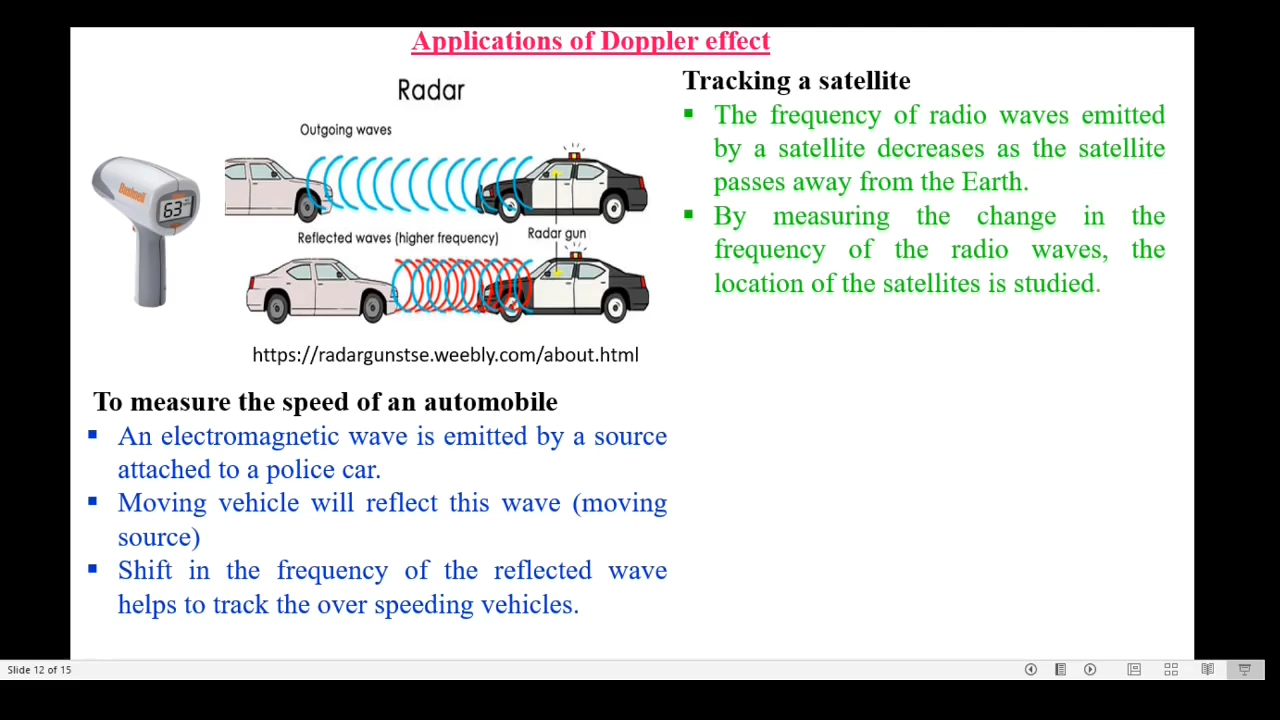 Applications of Doppler effect
Radar
Outgoing waves
Bushnell
63
Reflected waves (higher frequency)
Radar gun
https://radargunstse.weebly.com/about.html
To measure the speed of an automobile
▪ An electromagnetic wave is emitted by a source
attached to a police car.
▪ Moving vehicle will reflect this wave (moving
source)
▪ Shift in the frequency of the reflected wave
helps to track the over speeding vehicles.
Tracking a satellite
▪ The frequency of radio waves emitted
by a satellite decreases as the satellite
passes away from the Earth.
▪ By measuring the change in the
frequency of the radio waves, the
location of the satellites is studied.
Slide 12 of 15